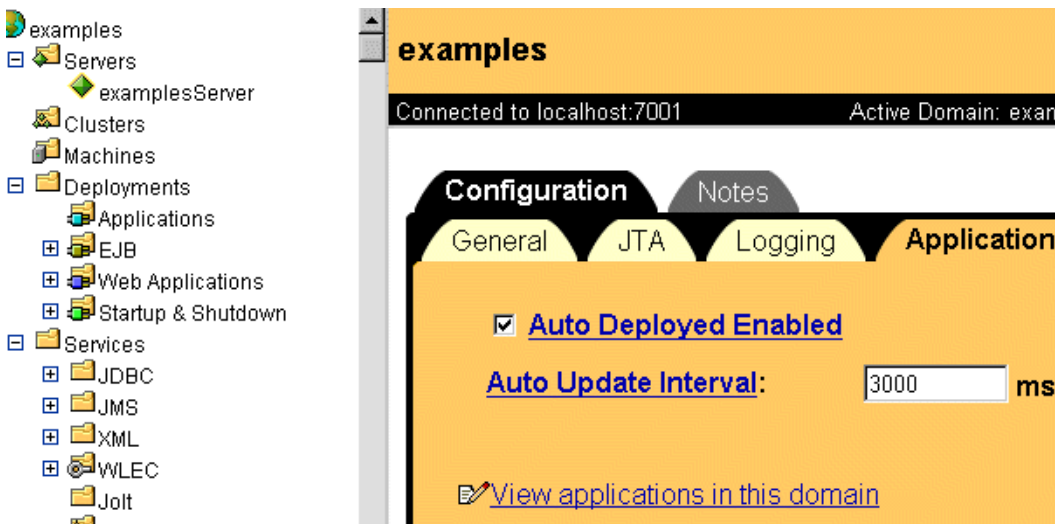 examples
Servers
examplesServer
Clusters
Machines
Deployments
Applications
EJB
Web Applications
Startup & Shutdown
Services
JDBC
JMS
XML
WLEC
Jolt
examples
Connected to localhost:7001 Active Domain: exam
Configuration Notes
General JTA Logging Application
Auto Deployed Enabled
Auto Update Interval: 3000 ms
View applications in this domain